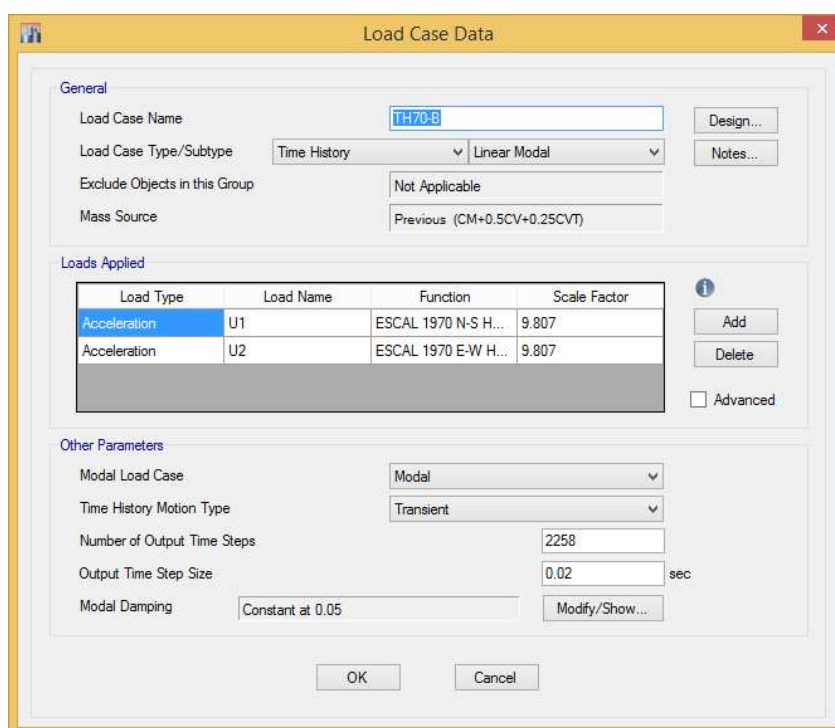 Load Case Data
General
Load Case Name TH70-B Design...
Load Case Type/Subtype Time History Linear Modal Notes...
Exclude Objects in this Group Not Applicable
Mass Source Previous (CM+0.5CV+0.25CVT)
Loads Applied
Load Type Load Name Function Scale Factor
Acceleration U1 ESCAL 1970 N-S H... 9.807 Add
Acceleration U2 ESCAL 1970 E-W H... 9.807 Delete
Advanced
Other Parameters
Modal Load Case Modal
Time History Motion Type Transient
Number of Output Time Steps 2258
Output Time Step Size 0.02 sec
Modal Damping Constant at 0.05 Modify/Show...
OK Cancel